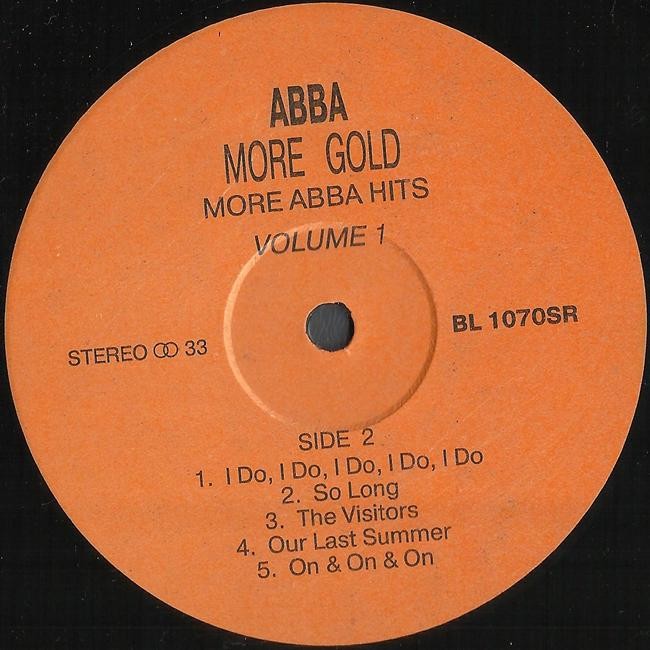 ABBA
MORE GOLD
MORE ABBA HITS
VOLUME 1
BL 1070SR
STEREO 33
SIDE 2
1. I Do, I Do, I Do, I Do, I Do
2. So Long
3. The Visitors
4. Our Last Summer
5. On & On & On